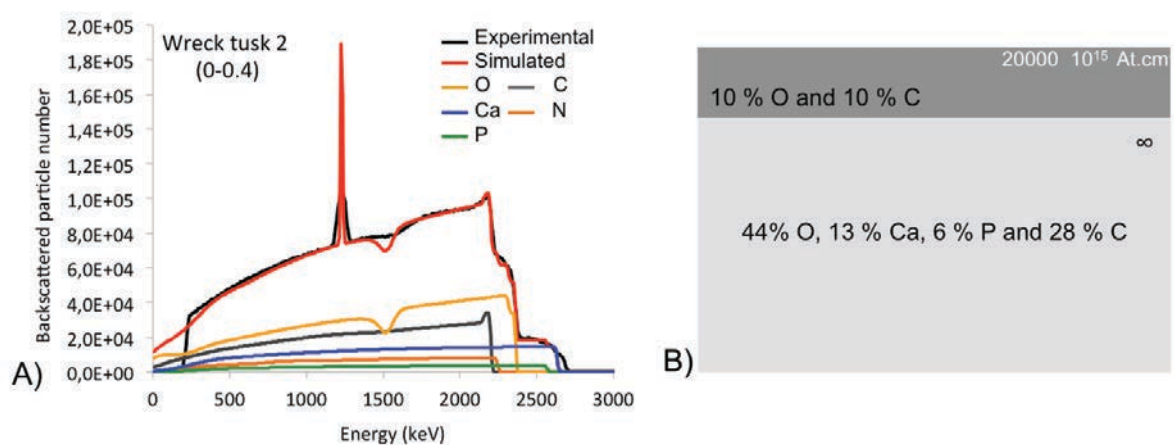 2,0E+05
1,8E+05
1,6E+05
1,4E+05
1,2E+05
1,0E+05
8,0E+04
6,0E+04
4,0E+04
2,0E+04
0,0E+00
Backscattered particle number
Wreck tusk 2
(0-0.4)
Experimental
Simulated
O C
Ca N
P
0 500 1000 1500 2000 2500 3000
Energy (keV)
A)
20000 10¹⁵ At.cm
10 % O and 10 % C
∞
44% O, 13 % Ca, 6 % P and 28 % C
B)